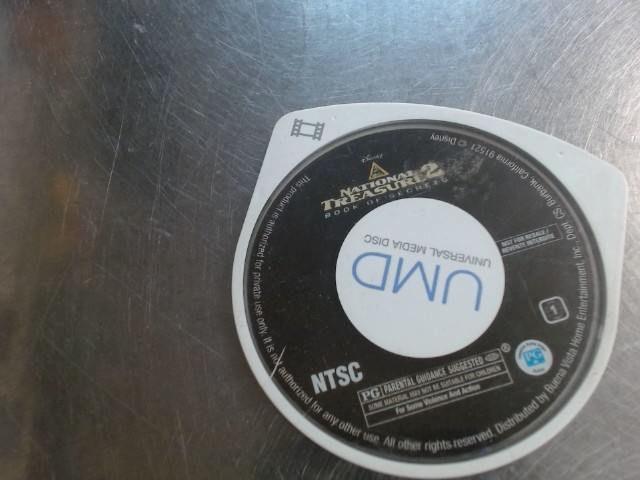 Disney
NATIONAL
TREASURE 2
BOOK OF SECRETS
UMD
UNIVERSAL MEDIA DISC
NOT FOR RESALE/
REVENTE INTERDITE
1
NTSC
PG PARENTAL GUIDANCE SUGGESTED
SOME MATERIAL MAY NOT BE SUITABLE FOR CHILDREN
For Some Violence And Action
PG
This product is authorized for private use only. It is not authorized for any other use. All other rights reserved. Distributed by Buena Vista Home Entertainment, Inc. Dept. CS Burbank, California 91521 © Disney